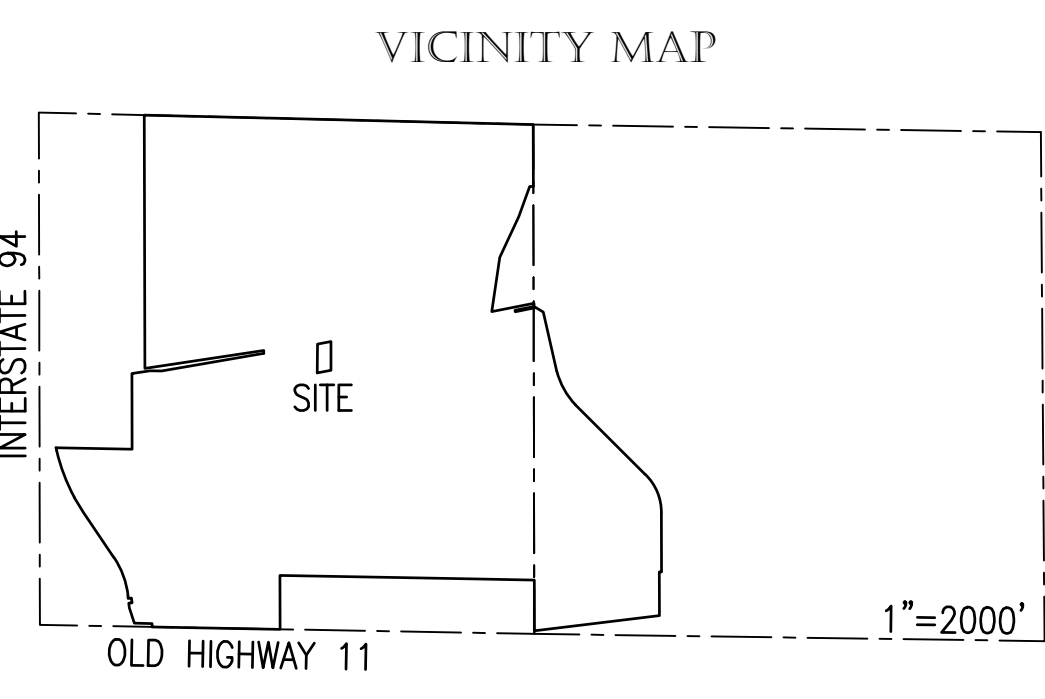 VICINITY MAP
INTERSTATE 94
SITE
1”=2000’
OLD HIGHWAY 11